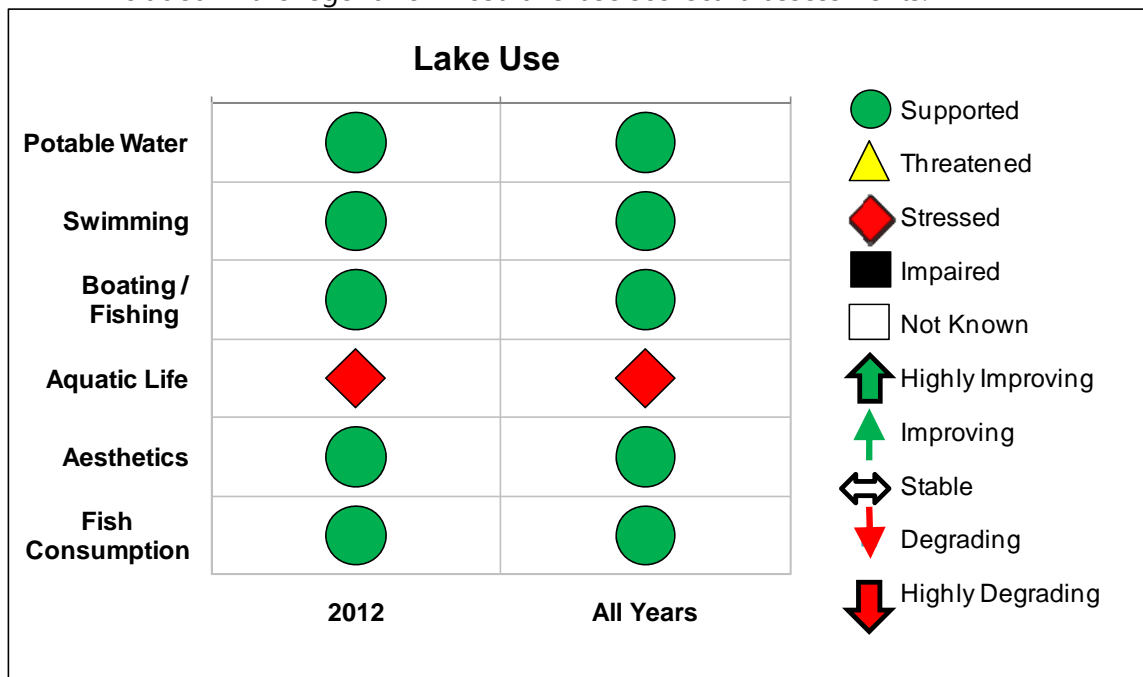 Lake Use
Potable Water
Swimming
Boating /
Fishing
Aquatic Life
Aesthetics
Fish
Consumption
2012
All Years
Supported
Threatened
Stressed
Impaired
Not Known
Highly Improving
Improving
Stable
Degrading
Highly Degrading